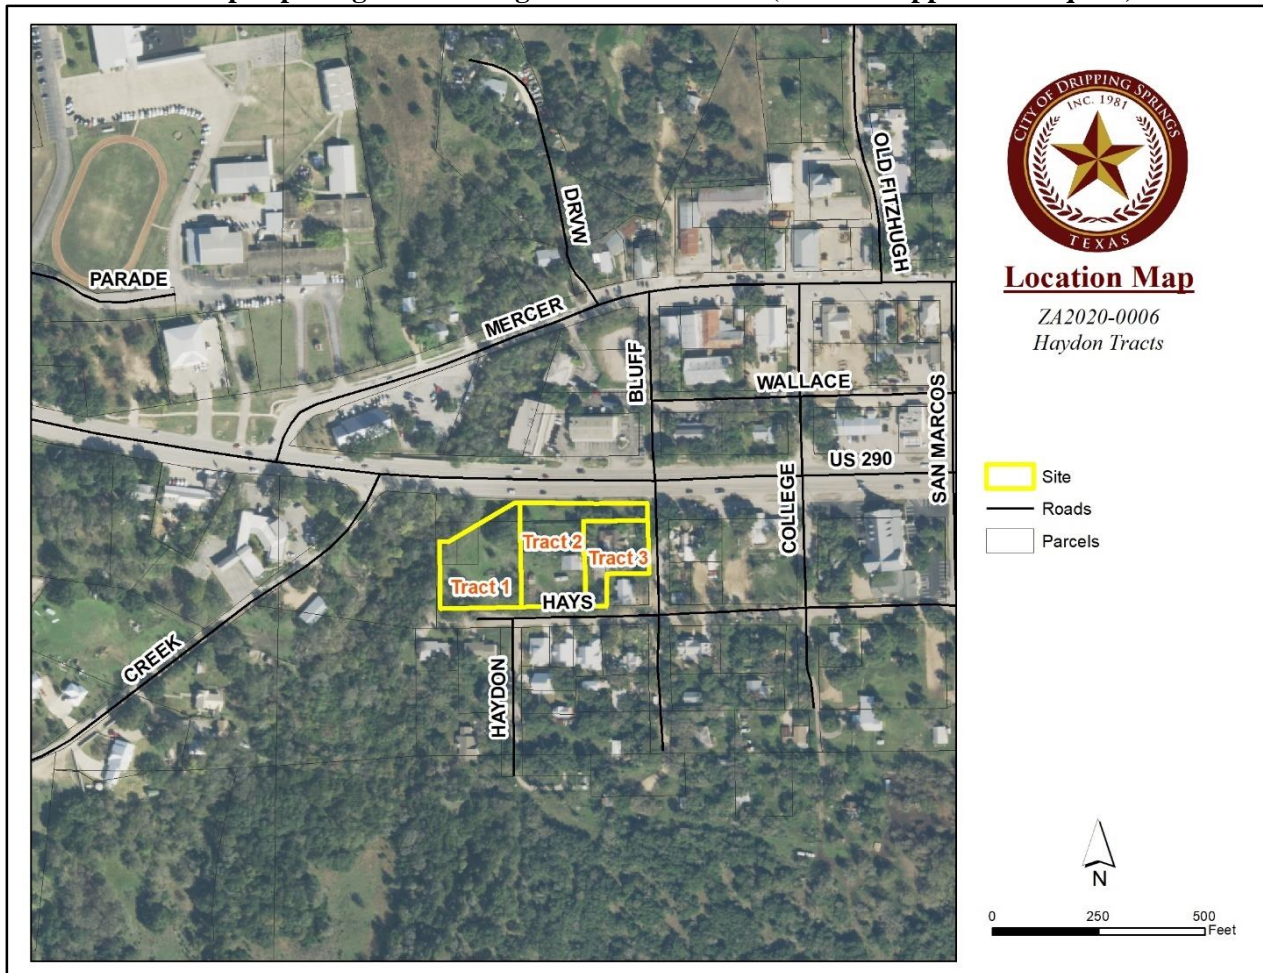 CITY OF DRIPPING SPRINGS
INC. 1981
TEXAS
Location Map
ZA2020-0006
Haydon Tracts
OLD FITZHUGH
DRVW
PARADE
MERCER
BLUFF
WALLACE
SAN MARCOS
US 290
COLLEGE
Tract 2
Tract 3
Tract 1
HAYS
CREEK
HAYDON
Site
Roads
Parcels
N
0 250 500
Feet